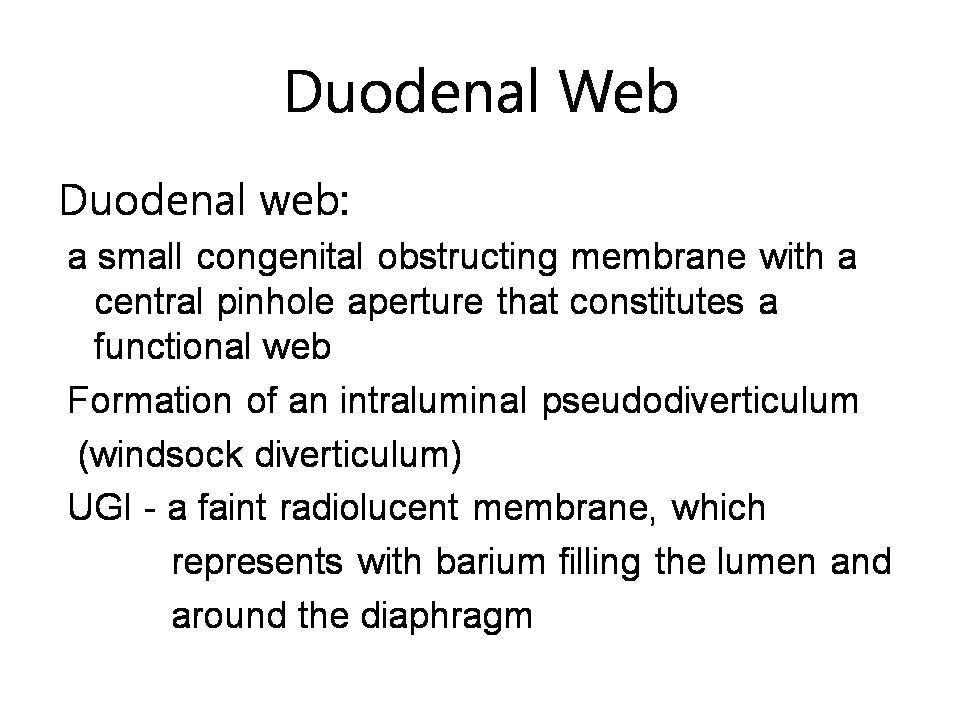 Duodenal Web
Duodenal web:
a small congenital obstructing membrane with a
central pinhole aperture that constitutes a
functional web
Formation of an intraluminal pseudodiverticulum
(windsock diverticulum)
UGI - a faint radiolucent membrane, which
represents with barium filling the lumen and
around the diaphragm